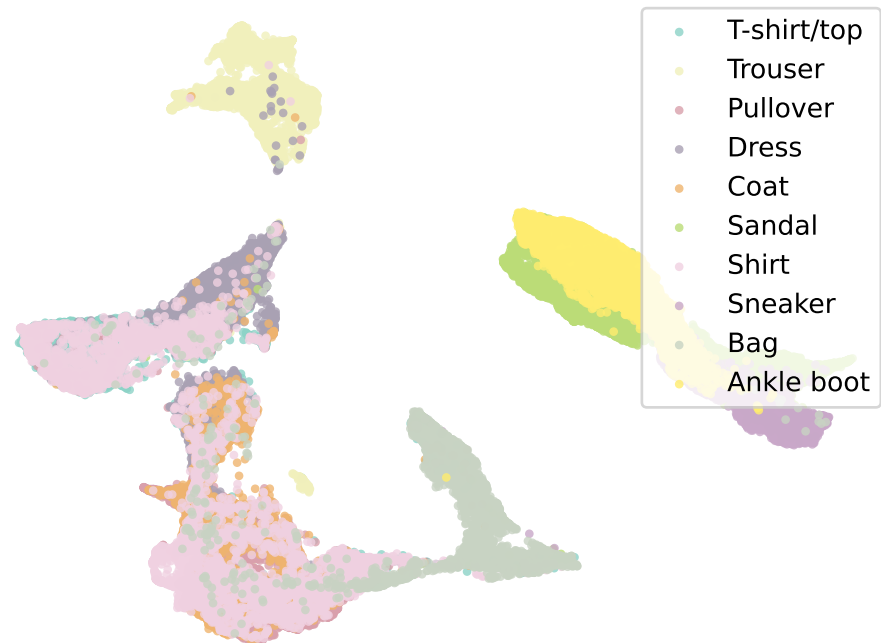 T-shirt/top
Trouser
Pullover
Dress
Coat
Sandal
Shirt
Sneaker
Bag
Ankle boot